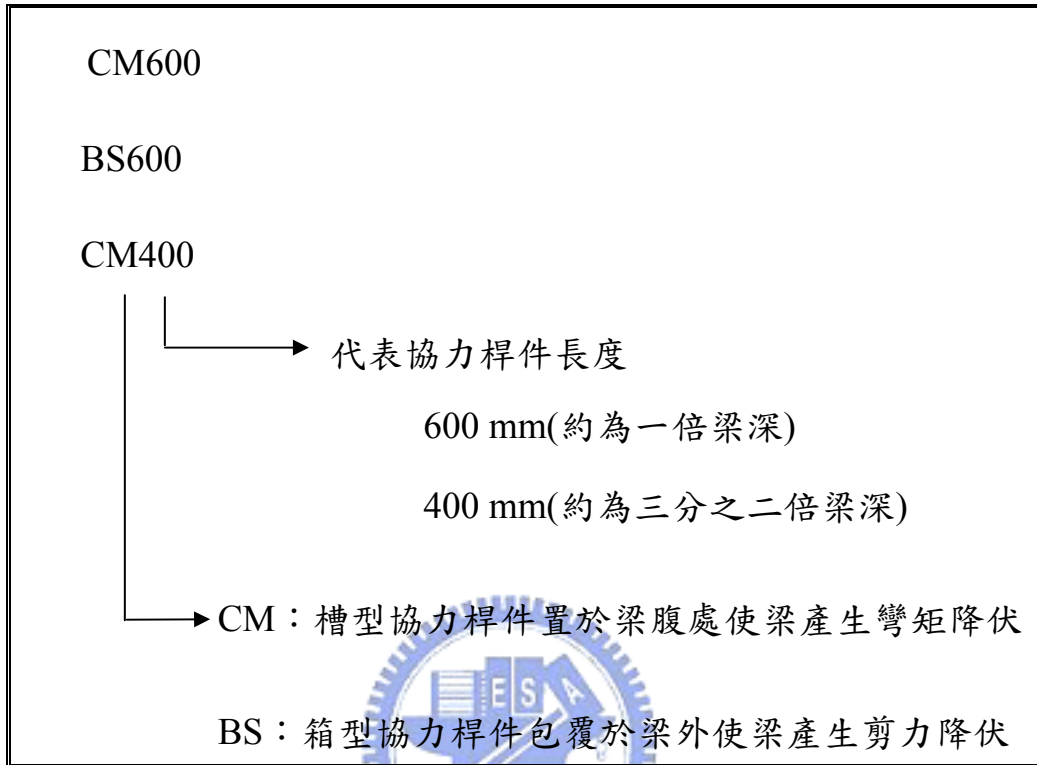 CM600
BS600
CM400
代表協力桿件長度
600 mm(約為一倍梁深)
400 mm(約為三分之二倍梁深)
CM：槽型協力桿件置於梁腹處使梁產生彎矩降伏
ESA
BS：箱型協力桿件包覆於梁外使梁產生剪力降伏